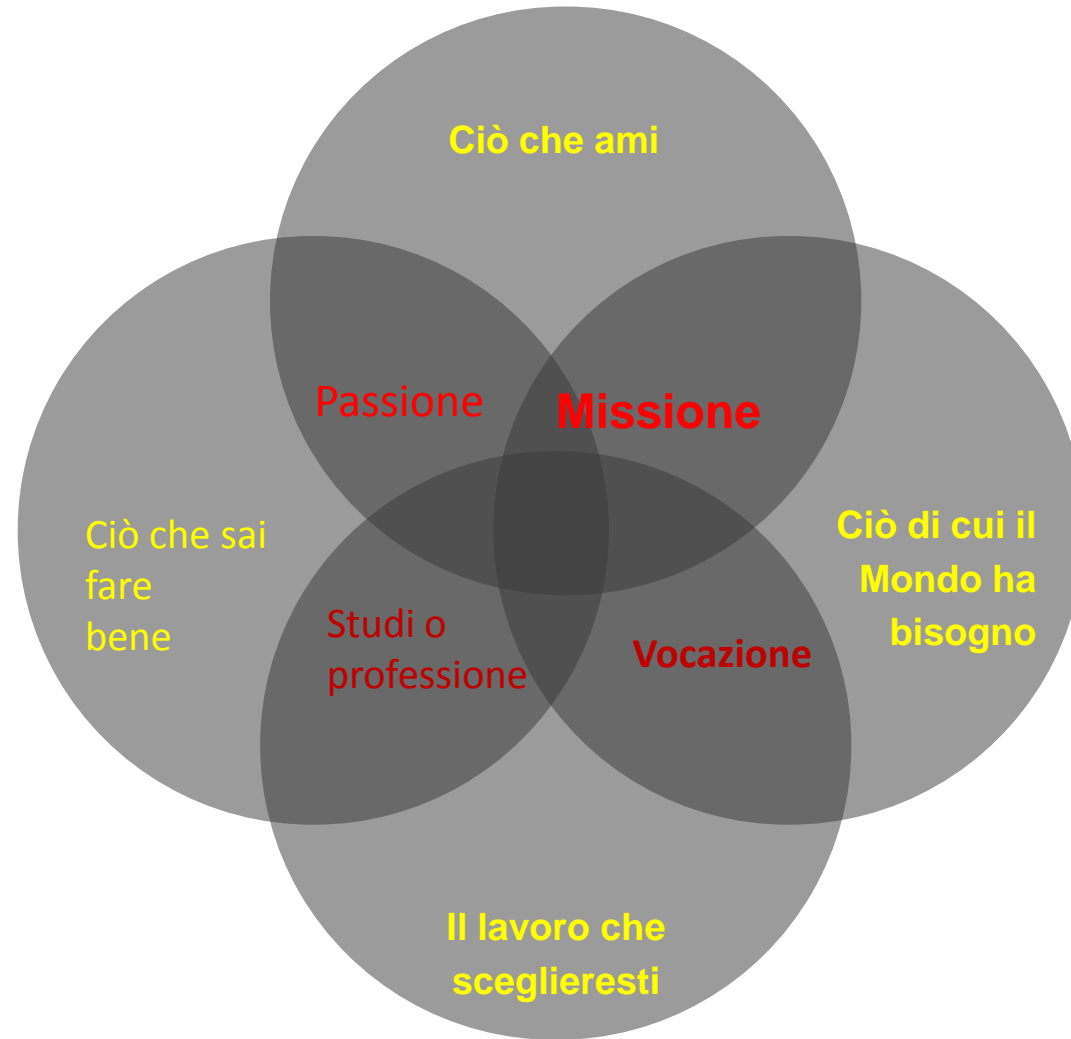 Ciò che ami
Passione
Missione
Ciò che sai
fare
bene
Ciò di cui il
Mondo ha
bisogno
Studi o
professione
Vocazione
Il lavoro che
sceglieresti